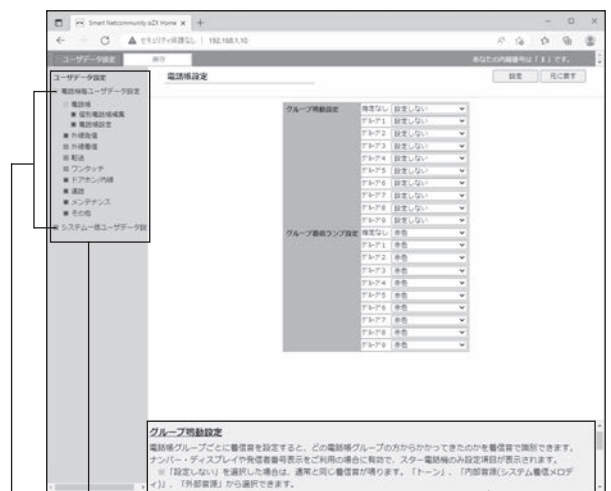 Smart Netcommunity αZX Home
セキュリティ保護なし 192.168.1.10
ユーザデータ設定 保守 あなたの内線番号は「1」です。
ユーザデータ設定
電話機毎ユーザデータ設定
電話帳
個別電話帳編集
電話帳設定
外線発信
外線着信
転送
ワンタッチ
ドアホン/内線
通話
メンテナンス
その他
システム一括ユーザデータ設
電話帳設定 設定 元に戻す
グループ鳴動設定 指定なし 設定しない
グループ1 設定しない
グループ2 設定しない
グループ3 設定しない
グループ4 設定しない
グループ5 設定しない
グループ6 設定しない
グループ7 設定しない
グループ8 設定しない
グループ9 設定しない
グループ着信ランプ設定 指定なし 赤色
グループ1 赤色
グループ2 赤色
グループ3 赤色
グループ4 赤色
グループ5 赤色
グループ6 赤色
グループ7 赤色
グループ8 赤色
グループ9 赤色
グループ鳴動設定
電話帳グループごとに着信音を設定すると、どの電話帳グループの方からかかってきたのかを着信音で識別できます。
ナンバー・ディスプレイや発信者番号表示をご利用の場合に有効で、スター電話機のみ設定項目が表示されます。
※「設定しない」を選択した場合は、通常と同じ着信音が鳴ります。「トーン」、「内部音源(システム着信メロデ
ィ)」、「外部音源」から選択できます。